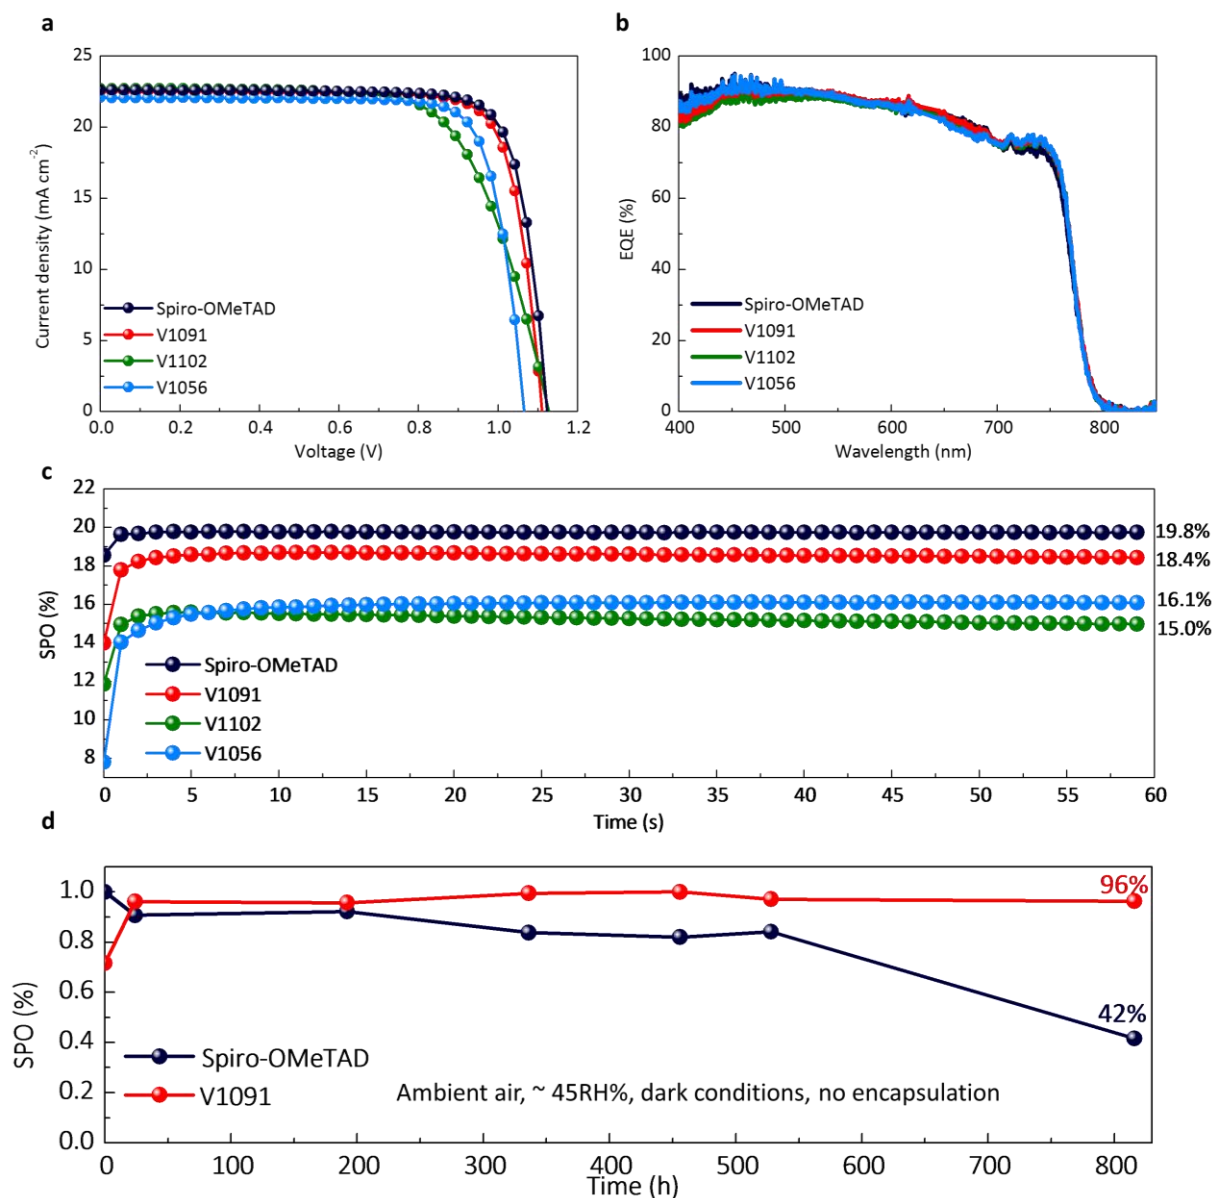 a
25
20
15
10
5
0
Current density (mA cm⁻²)
Spiro-OMeTAD
V1091
V1102
V1056
0.0 0.2 0.4 0.6 0.8 1.0 1.2
Voltage (V)
b
100
80
60
40
20
0
EQE (%)
Spiro-OMeTAD
V1091
V1102
V1056
400 500 600 700 800
Wavelength (nm)
c
22
20
18
16
14
12
10
8
SPO (%)
19.8%
18.4%
16.1%
15.0%
Spiro-OMeTAD
V1091
V1102
V1056
0 5 10 15 20 25 30 35 40 45 50 55 60
Time (s)
d
1.0
0.8
0.6
0.4
0.2
0.0
SPO (%)
96%
42%
Spiro-OMeTAD
V1091
Ambient air, ~ 45RH%, dark conditions, no encapsulation
0 100 200 300 400 500 600 700 800
Time (h)